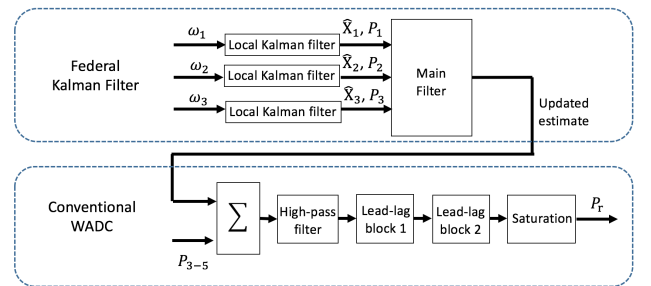 Federal
Kalman Filter
ω₁
Local Kalman filter
X̂₁, P₁
ω₂
Local Kalman filter
X̂₂, P₂
ω₃
Local Kalman filter
X̂₃, P₃
Main
Filter
Updated
estimate
Conventional
WADC
P₃₋₅
∑
High-pass
filter
Lead-lag
block 1
Lead-lag
block 2
Saturation
Pᵣ